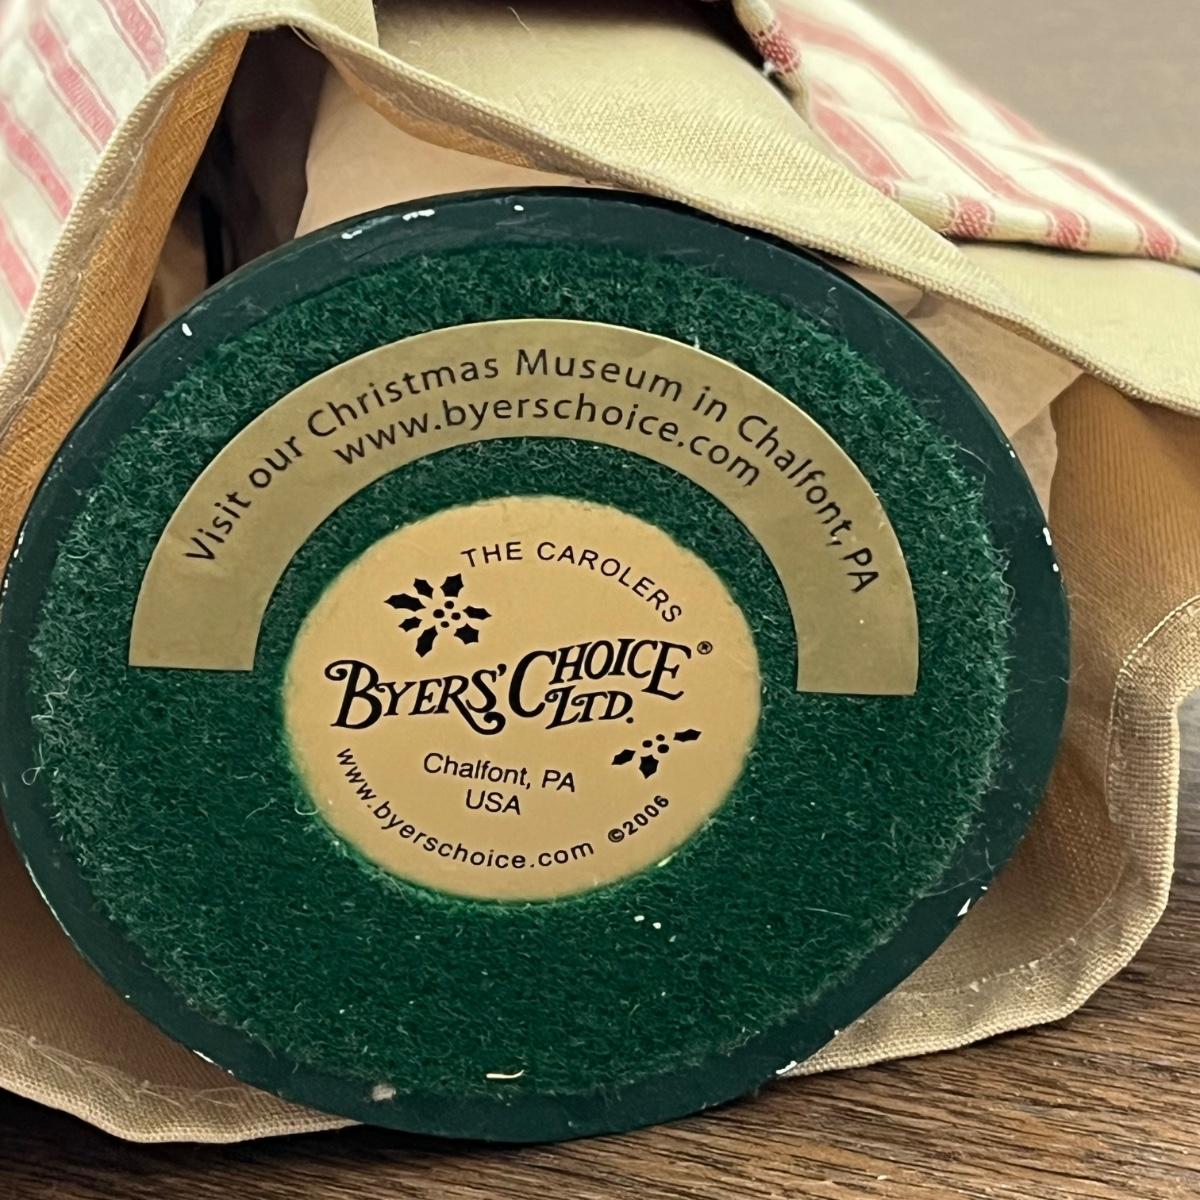 Visit our Christmas Museum in Chalfont, PA
www.byerschoice.com
THE CAROLERS
BYERS' CHOICE®
LTD.
Chalfont, PA
USA
www.byerschoice.com ©2006